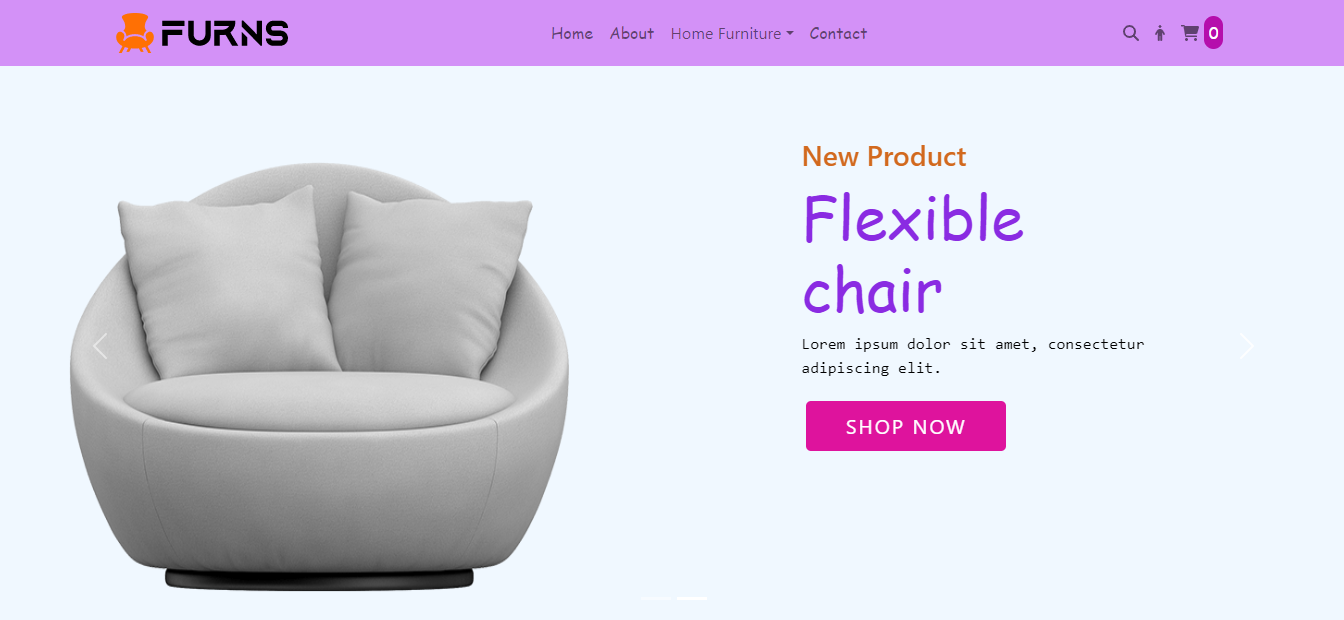 FURNS
Home About Home Furniture Contact
0
New Product
Flexible
chair
Lorem ipsum dolor sit amet, consectetur
adipiscing elit.
SHOP NOW